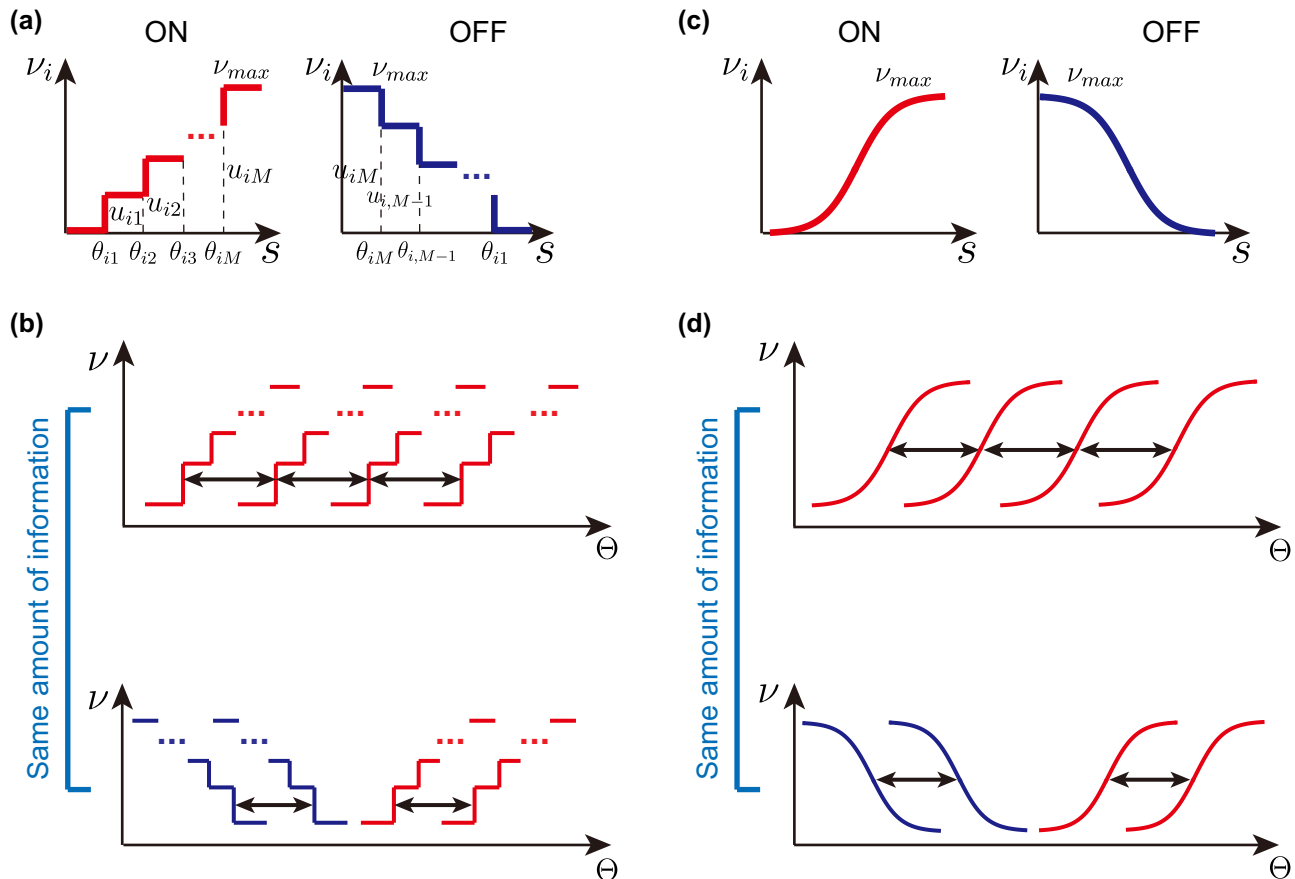 (a)
ON
OFF
ν_i
ν_max
u_i1
u_i2
u_iM
θ_i1
θ_i2
θ_i3
θ_iM
s
ν_i
ν_max
u_iM
u_i,M−1
θ_iM
θ_i,M−1
θ_i1
s
(c)
ON
OFF
ν_i
ν_max
s
ν_i
ν_max
s
(b)
Same amount of information
ν
Θ
ν
Θ
(d)
Same amount of information
ν
Θ
ν
Θ